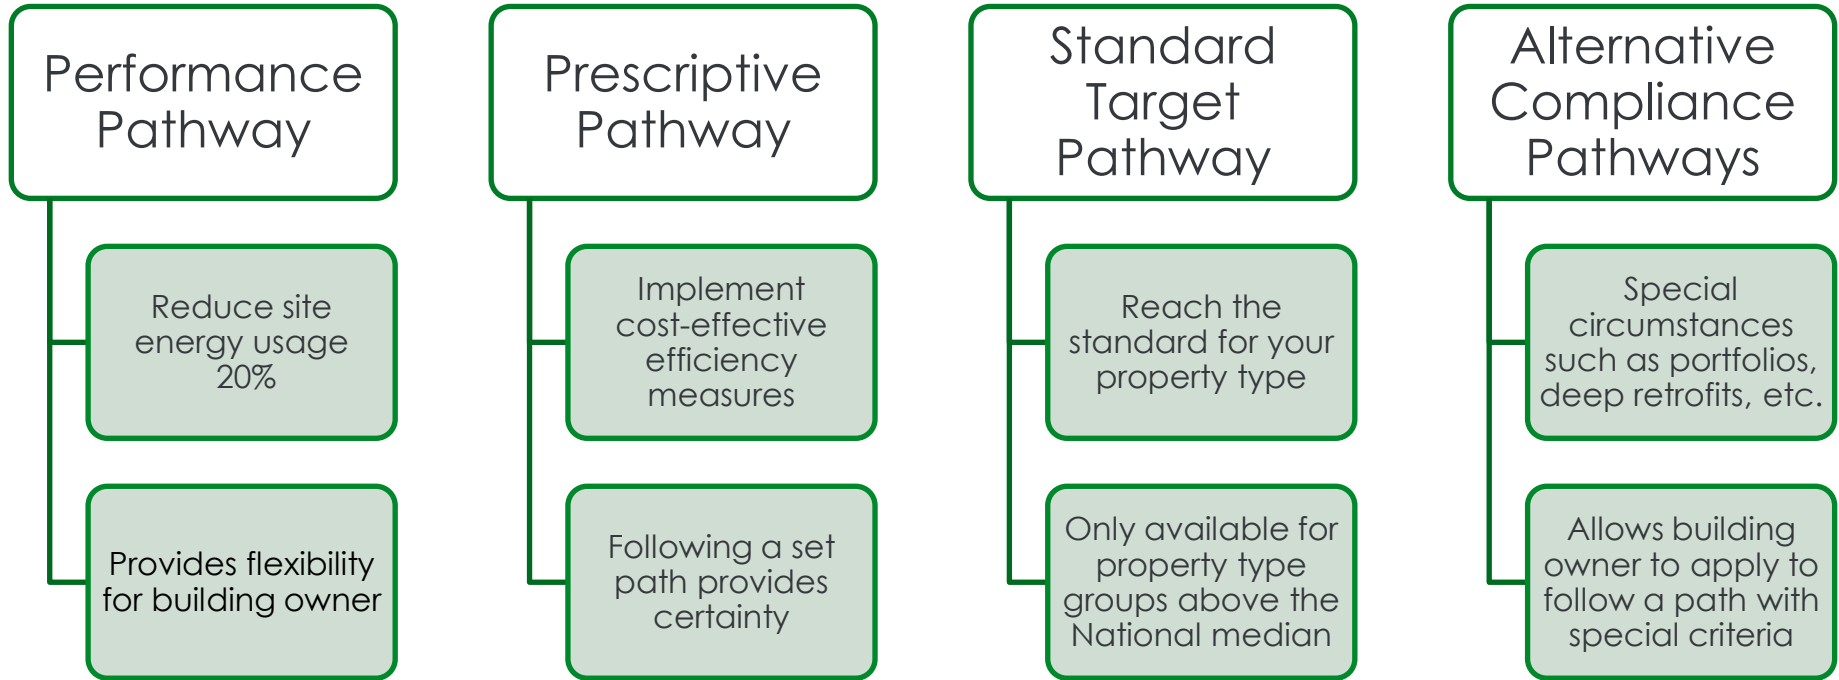 Performance
Pathway
Reduce site
energy usage
20%
Provides flexibility
for building owner
Prescriptive
Pathway
Implement
cost-effective
efficiency
measures
Following a set
path provides
certainty
Standard
Target
Pathway
Reach the
standard for your
property type
Only available for
property type
groups above the
National median
Alternative
Compliance
Pathways
Special
circumstances
such as portfolios,
deep retrofits, etc.
Allows building
owner to apply to
follow a path with
special criteria